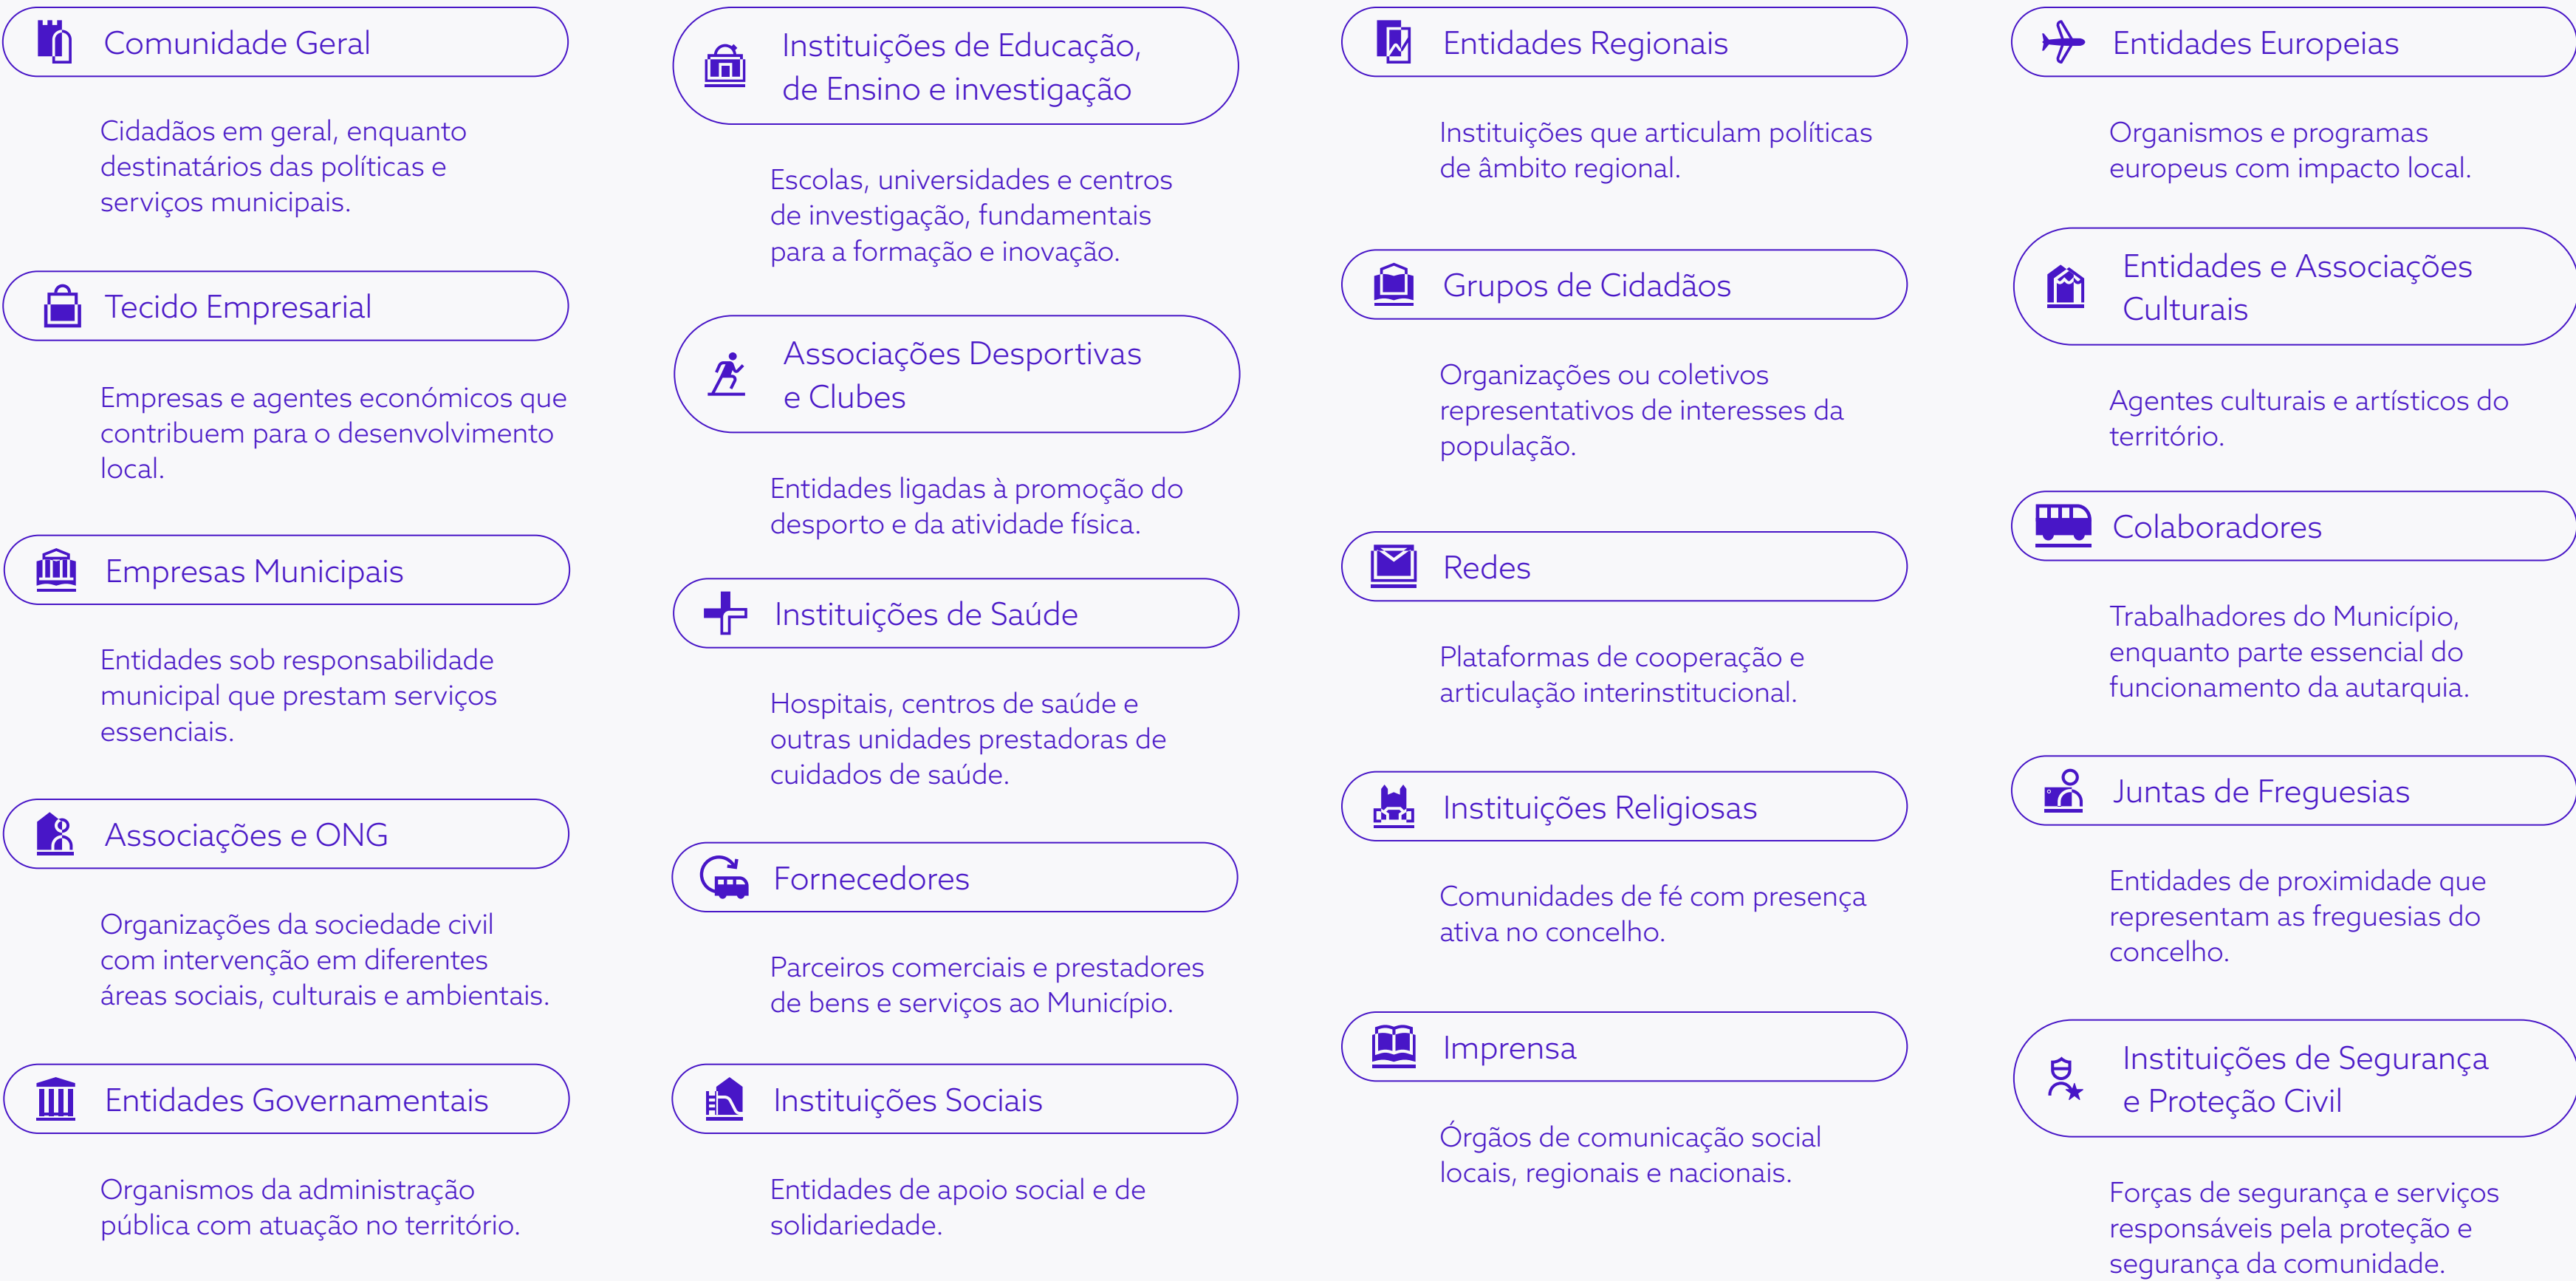 Comunidade Geral
Cidadãos em geral, enquanto
destinatários das políticas e
serviços municipais.
Tecido Empresarial
Empresas e agentes económicos que
contribuem para o desenvolvimento
local.
Empresas Municipais
Entidades sob responsabilidade
municipal que prestam serviços
essenciais.
Associações e ONG
Organizações da sociedade civil
com intervenção em diferentes
áreas sociais, culturais e ambientais.
Entidades Governamentais
Organismos da administração
pública com atuação no território.
Instituições de Educação,
de Ensino e investigação
Escolas, universidades e centros
de investigação, fundamentais
para a formação e inovação.
Associações Desportivas
e Clubes
Entidades ligadas à promoção do
desporto e da atividade física.
Instituições de Saúde
Hospitais, centros de saúde e
outras unidades prestadoras de
cuidados de saúde.
Fornecedores
Parceiros comerciais e prestadores
de bens e serviços ao Município.
Instituições Sociais
Entidades de apoio social e de
solidariedade.
Entidades Regionais
Instituições que articulam políticas
de âmbito regional.
Grupos de Cidadãos
Organizações ou coletivos
representativos de interesses da
população.
Redes
Plataformas de cooperação e
articulação interinstitucional.
Instituições Religiosas
Comunidades de fé com presença
ativa no concelho.
Imprensa
Órgãos de comunicação social
locais, regionais e nacionais.
Entidades Europeias
Organismos e programas
europeus com impacto local.
Entidades e Associações
Culturais
Agentes culturais e artísticos do
território.
Colaboradores
Trabalhadores do Município,
enquanto parte essencial do
funcionamento da autarquia.
Juntas de Freguesias
Entidades de proximidade que
representam as freguesias do
concelho.
Instituições de Segurança
e Proteção Civil
Forças de segurança e serviços
responsáveis pela proteção e
segurança da comunidade.